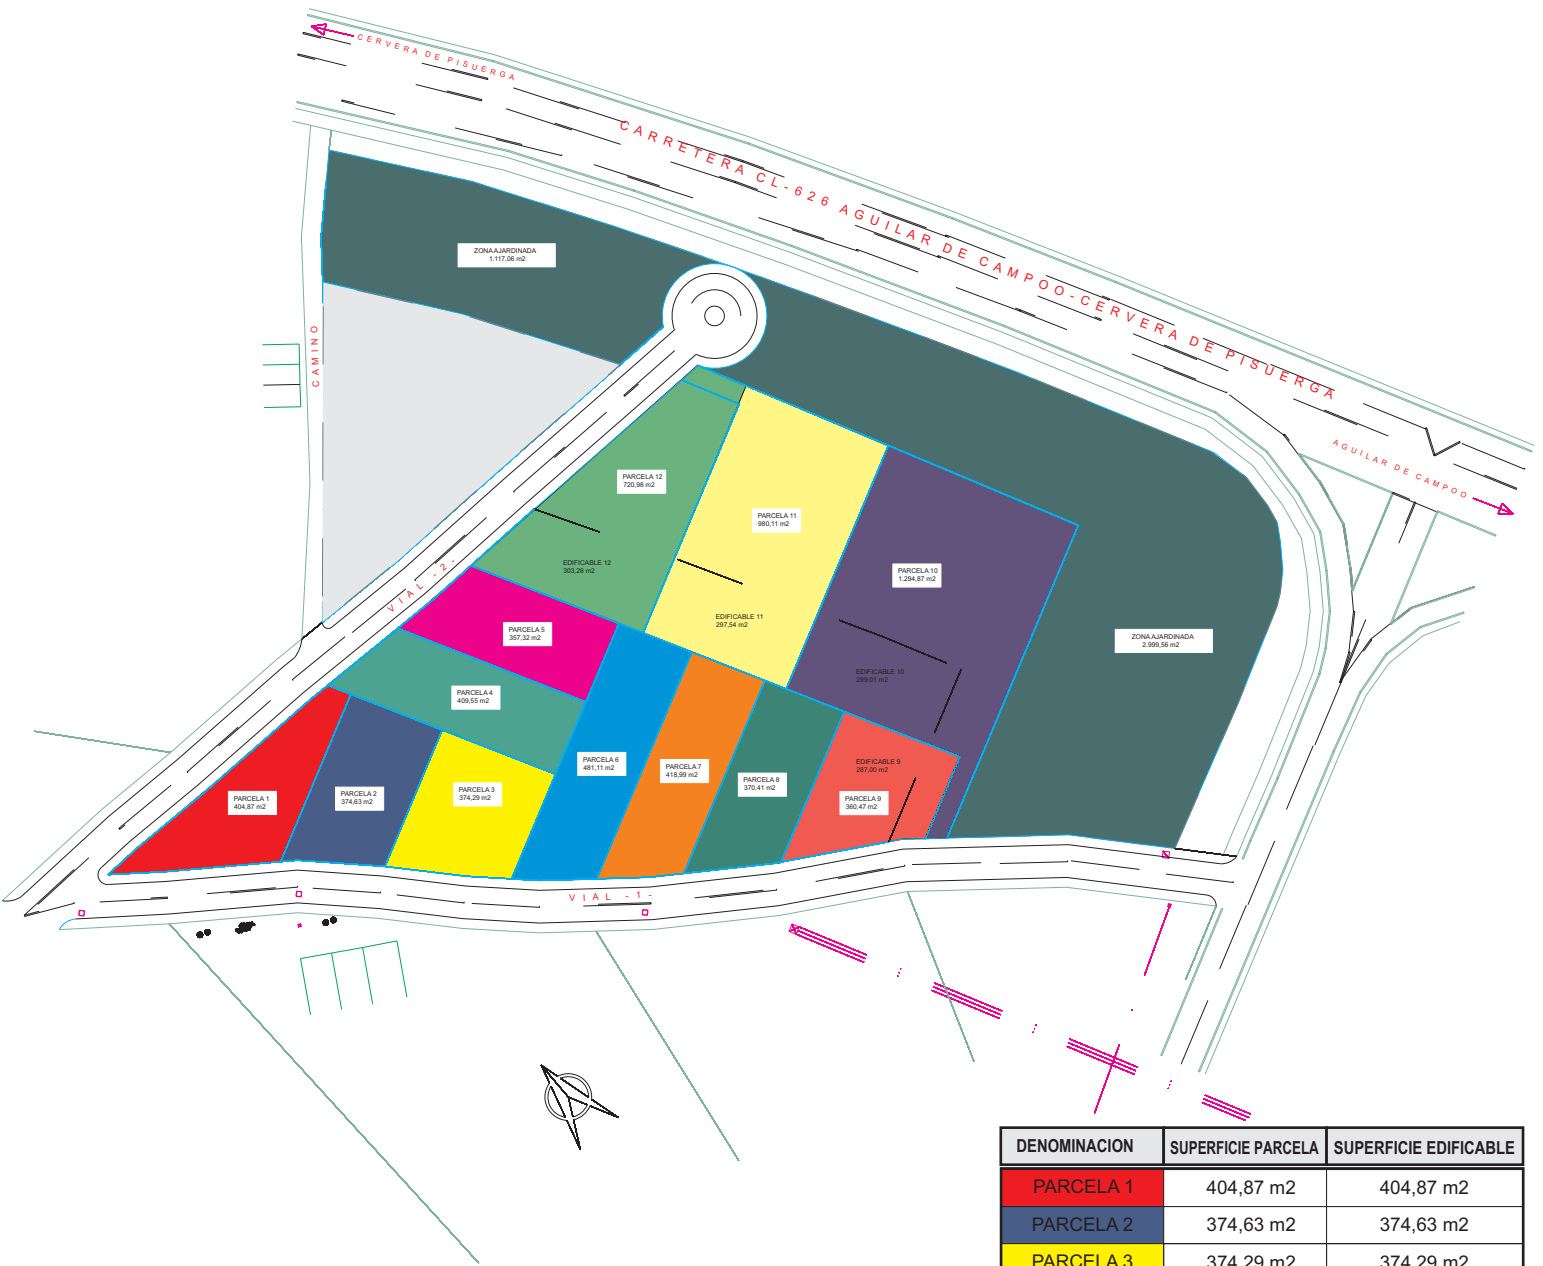 CERVERA DE PISUERGA
CARRETERA CL-626 AGUILAR DE CAMPOO-CERVERA DE PISUERGA
AGUILAR DE CAMPOO
ZONA AJARDINADA
1.117,06 m2
CAMINO
PARCELA 12
720,98 m2
PARCELA 11
980,11 m2
EDIFICABLE 12
303,28 m2
PARCELA 10
1.294,87 m2
VIAL -2-
EDIFICABLE 11
297,54 m2
PARCELA 5
357,32 m2
ZONA AJARDINADA
2.999,56 m2
EDIFICABLE 10
299,01 m2
PARCELA 4
409,55 m2
PARCELA 6
481,11 m2
PARCELA 7
418,99 m2
EDIFICABLE 9
287,00 m2
PARCELA 8
370,41 m2
PARCELA 3
374,29 m2
PARCELA 2
374,63 m2
PARCELA 1
404,87 m2
PARCELA 9
360,47 m2
VIAL -1-
DENOMINACION SUPERFICIE PARCELA SUPERFICIE EDIFICABLE
PARCELA 1 404,87 m2 404,87 m2
PARCELA 2 374,63 m2 374,63 m2
PARCELA 3 374,29 m2 374,29 m2